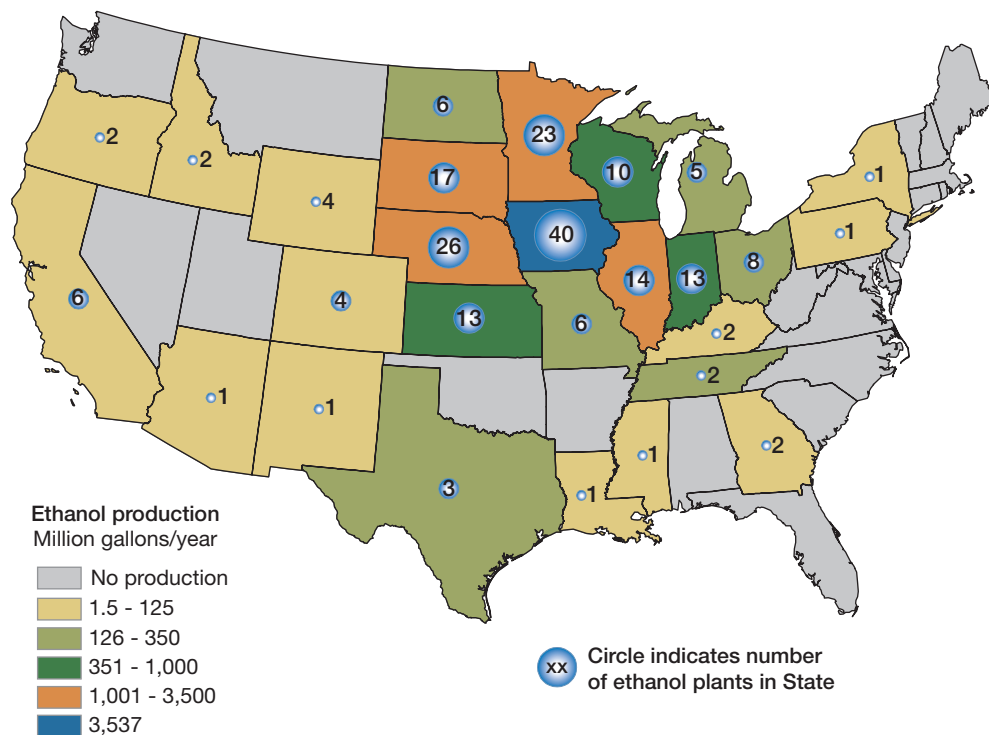 6
23
2
10
5
2
17
1
4
1
26
40
8
14
13
6
4
13
6
2
2
1
1
2
1
3
1
Ethanol production
Million gallons/year
No production
1.5 - 125
126 - 350
351 - 1,000
1,001 - 3,500
3,537
xx
Circle indicates number
of ethanol plants in State